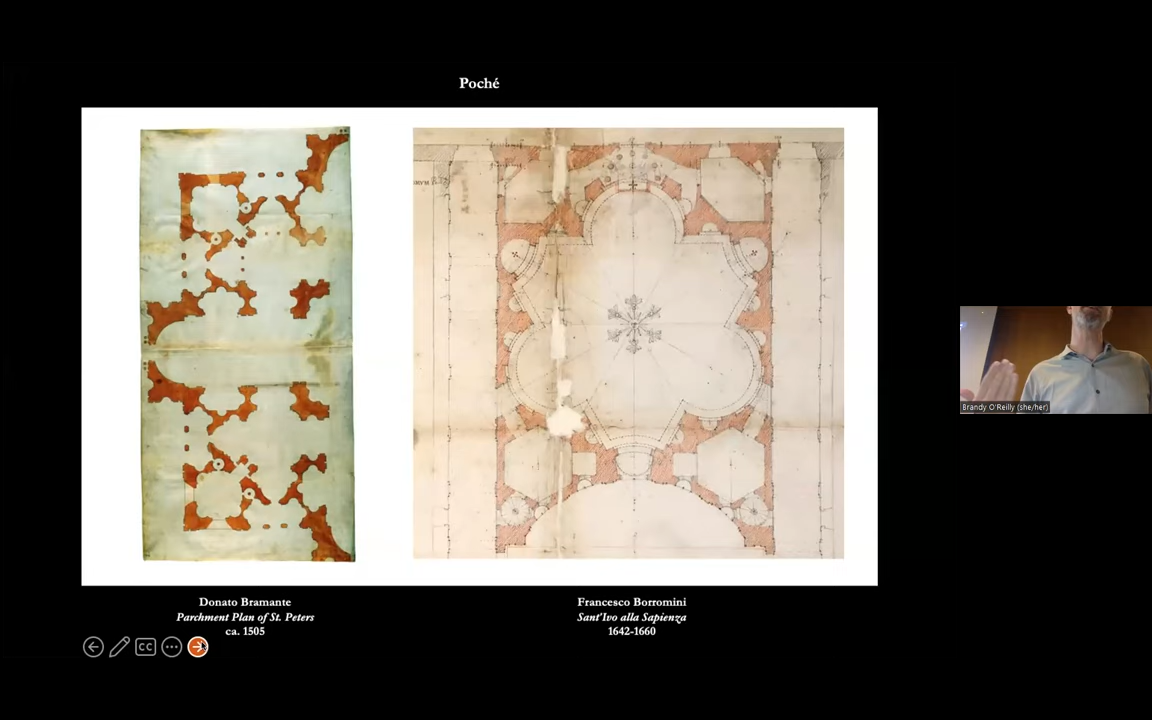 Poché
Donato Bramante
Parchment Plan of St. Peters
ca. 1505
Francesco Borromini
Sant'Ivo alla Sapienza
1642-1660
CC
Brandy O'Reilly (she/her)